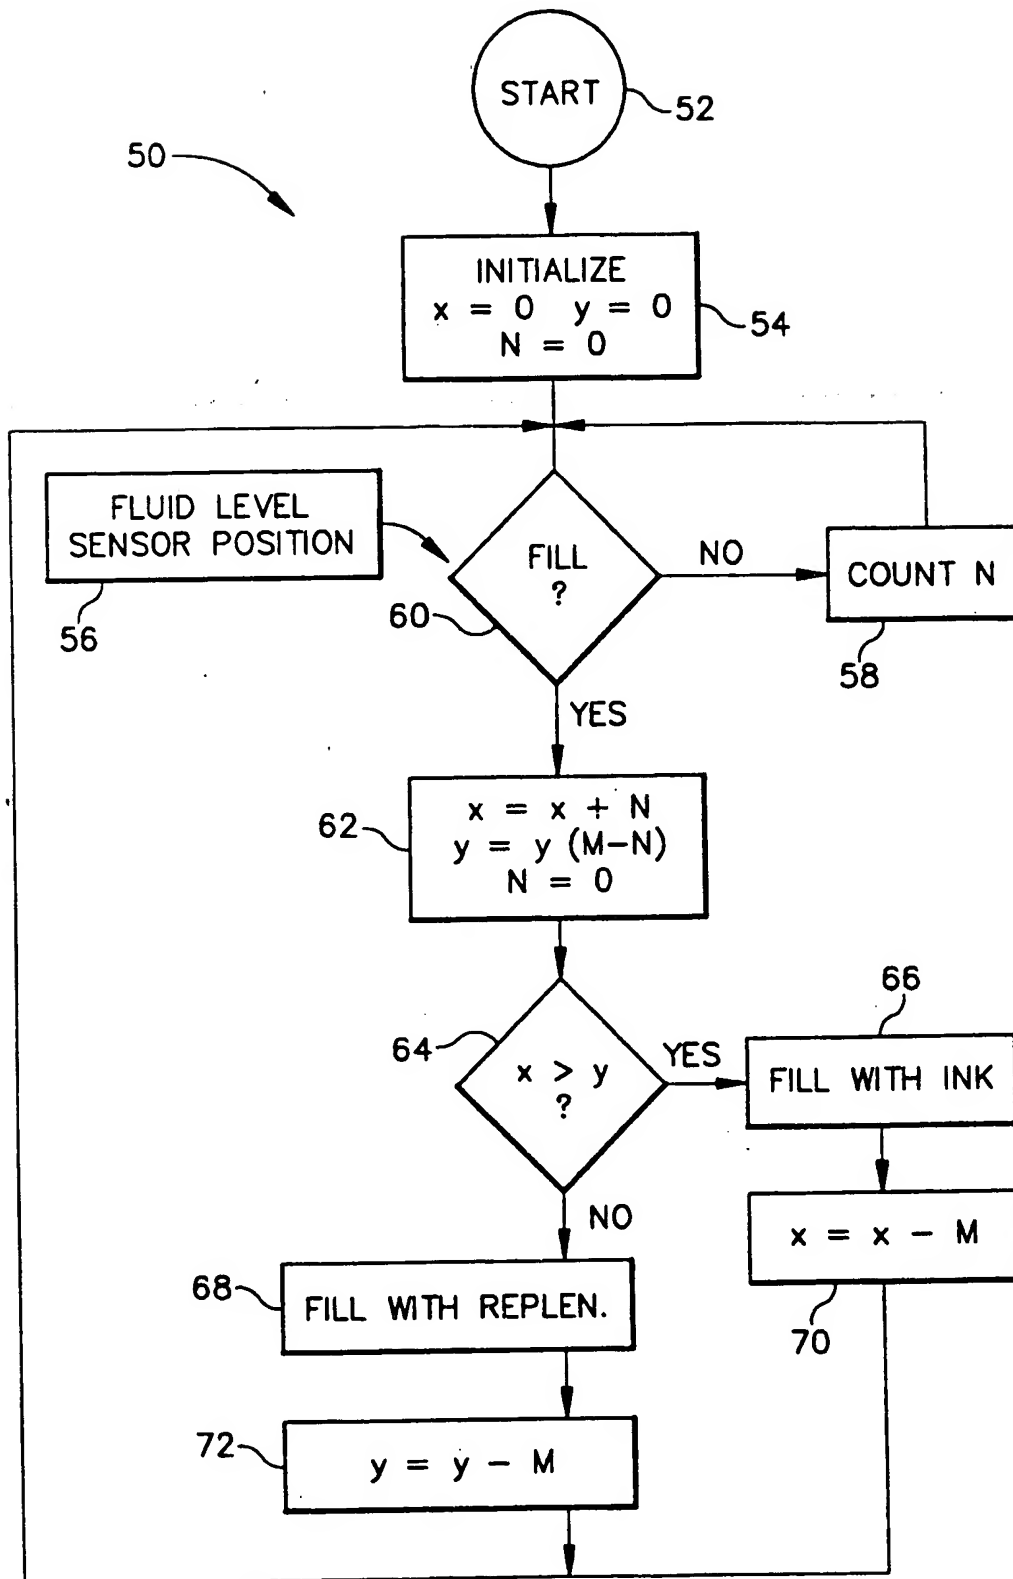 START
52
50
INITIALIZE
x = 0 y = 0
N = 0
54
FLUID LEVEL
SENSOR POSITION
56
FILL
?
60
NO
COUNT N
58
YES
x = x + N
y = y (M-N)
N = 0
62
x > y
?
64
YES
66
FILL WITH INK
NO
x = x - M
70
68
FILL WITH REPLEN.
72
y = y - M